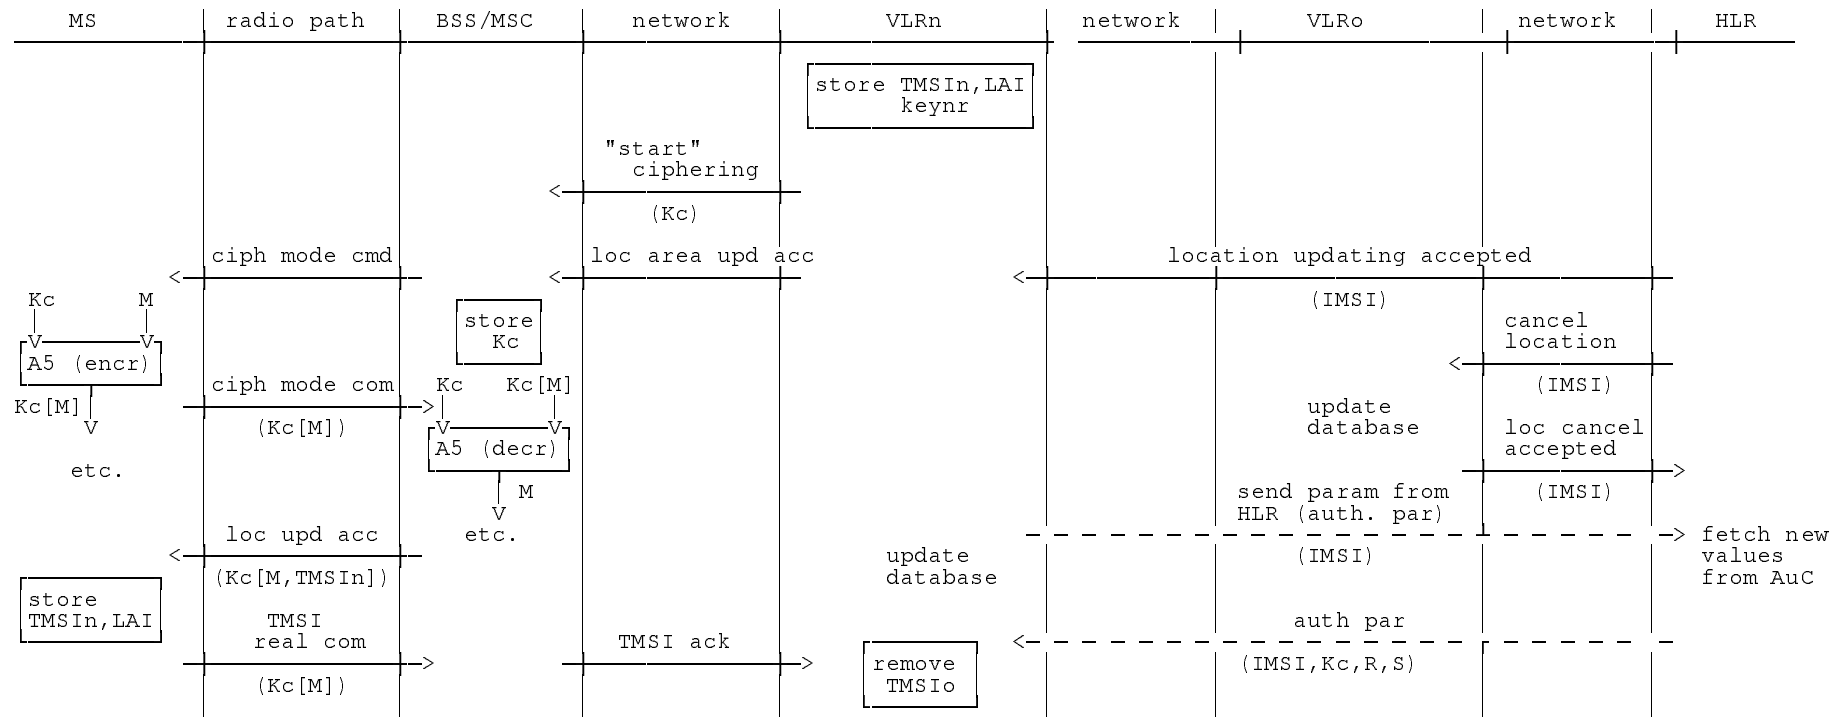 MS radio path BSS/MSC network VLRn network VLRo network HLR
store TMSIn,LAI
keynr
"start"
ciphering
(Kc)
ciph mode cmd loc area upd acc location updating accepted
Kc M (IMSI)
store cancel
V V Kc location
A5 (encr)
ciph mode com Kc Kc[M] (IMSI)
Kc[M] update
V (Kc[M]) V V database loc cancel
A5 (decr) accepted
etc.
M send param from (IMSI)
V HLR (auth. par)
loc upd acc etc. fetch new
update (IMSI) values
(Kc[M,TMSIn]) database from AuC
store
TMSIn,LAI TMSI auth par
real com TMSI ack
remove (IMSI,Kc,R,S)
(Kc[M]) TMSIo